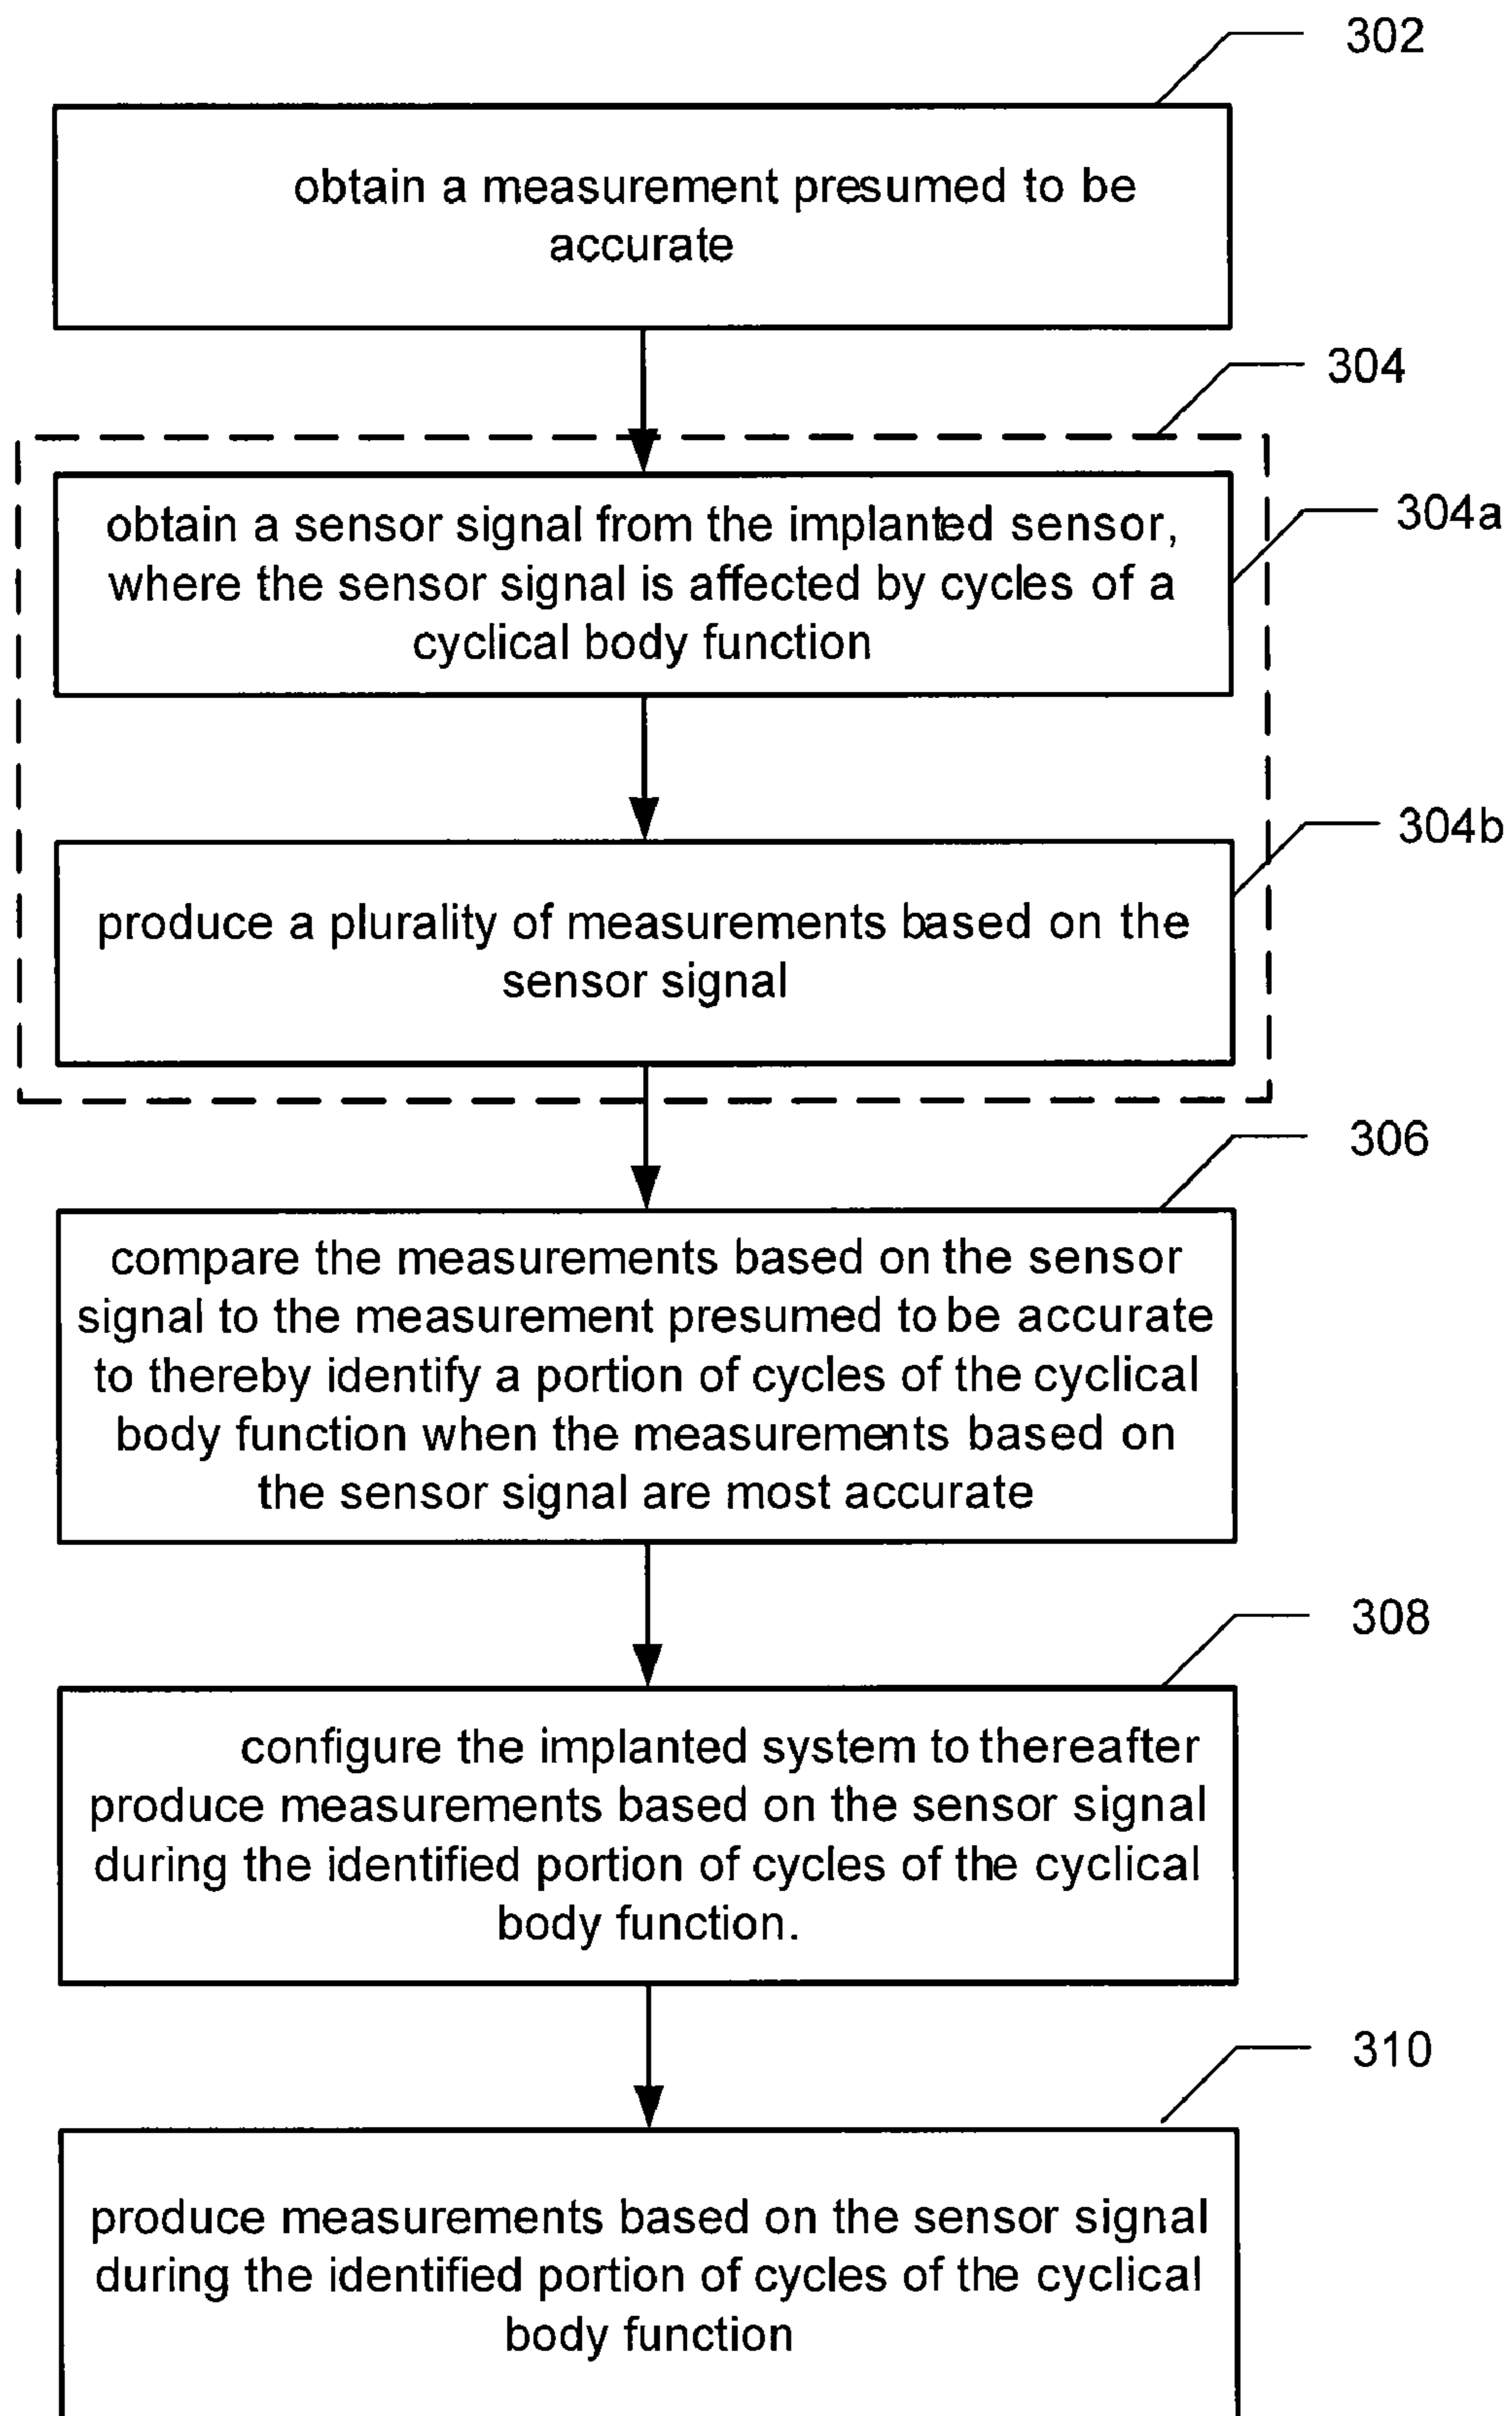 302
obtain a measurement presumed to be
accurate
304
304a
obtain a sensor signal from the implanted sensor,
where the sensor signal is affected by cycles of a
cyclical body function
304b
produce a plurality of measurements based on the
sensor signal
306
compare the measurements based on the sensor
signal to the measurement presumed to be accurate
to thereby identify a portion of cycles of the cyclical
body function when the measurements based on
the sensor signal are most accurate
308
configure the implanted system to thereafter
produce measurements based on the sensor signal
during the identified portion of cycles of the cyclical
body function.
310
produce measurements based on the sensor signal
during the identified portion of cycles of the cyclical
body function